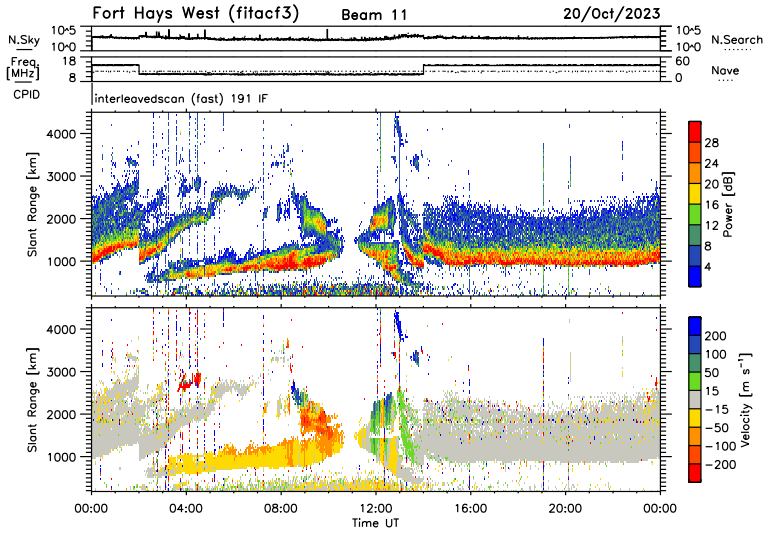 Fort Hays West (fitacf3) Beam 11 20/Oct/2023
N.Sky 10^5 10^0 10^5 10^0 N.Search
Freq. [MHz] 18 8 60 0 Nave
CPID interleavedscan (fast) 191 IF
Slant Range [km] 4000 3000 2000 1000
Power [dB] 28 24 20 16 12 8 4
Slant Range [km] 4000 3000 2000 1000
Velocity [m s⁻¹] 200 100 50 15 −15 −50 −100 −200
00:00 04:00 08:00 12:00 16:00 20:00 00:00
Time UT